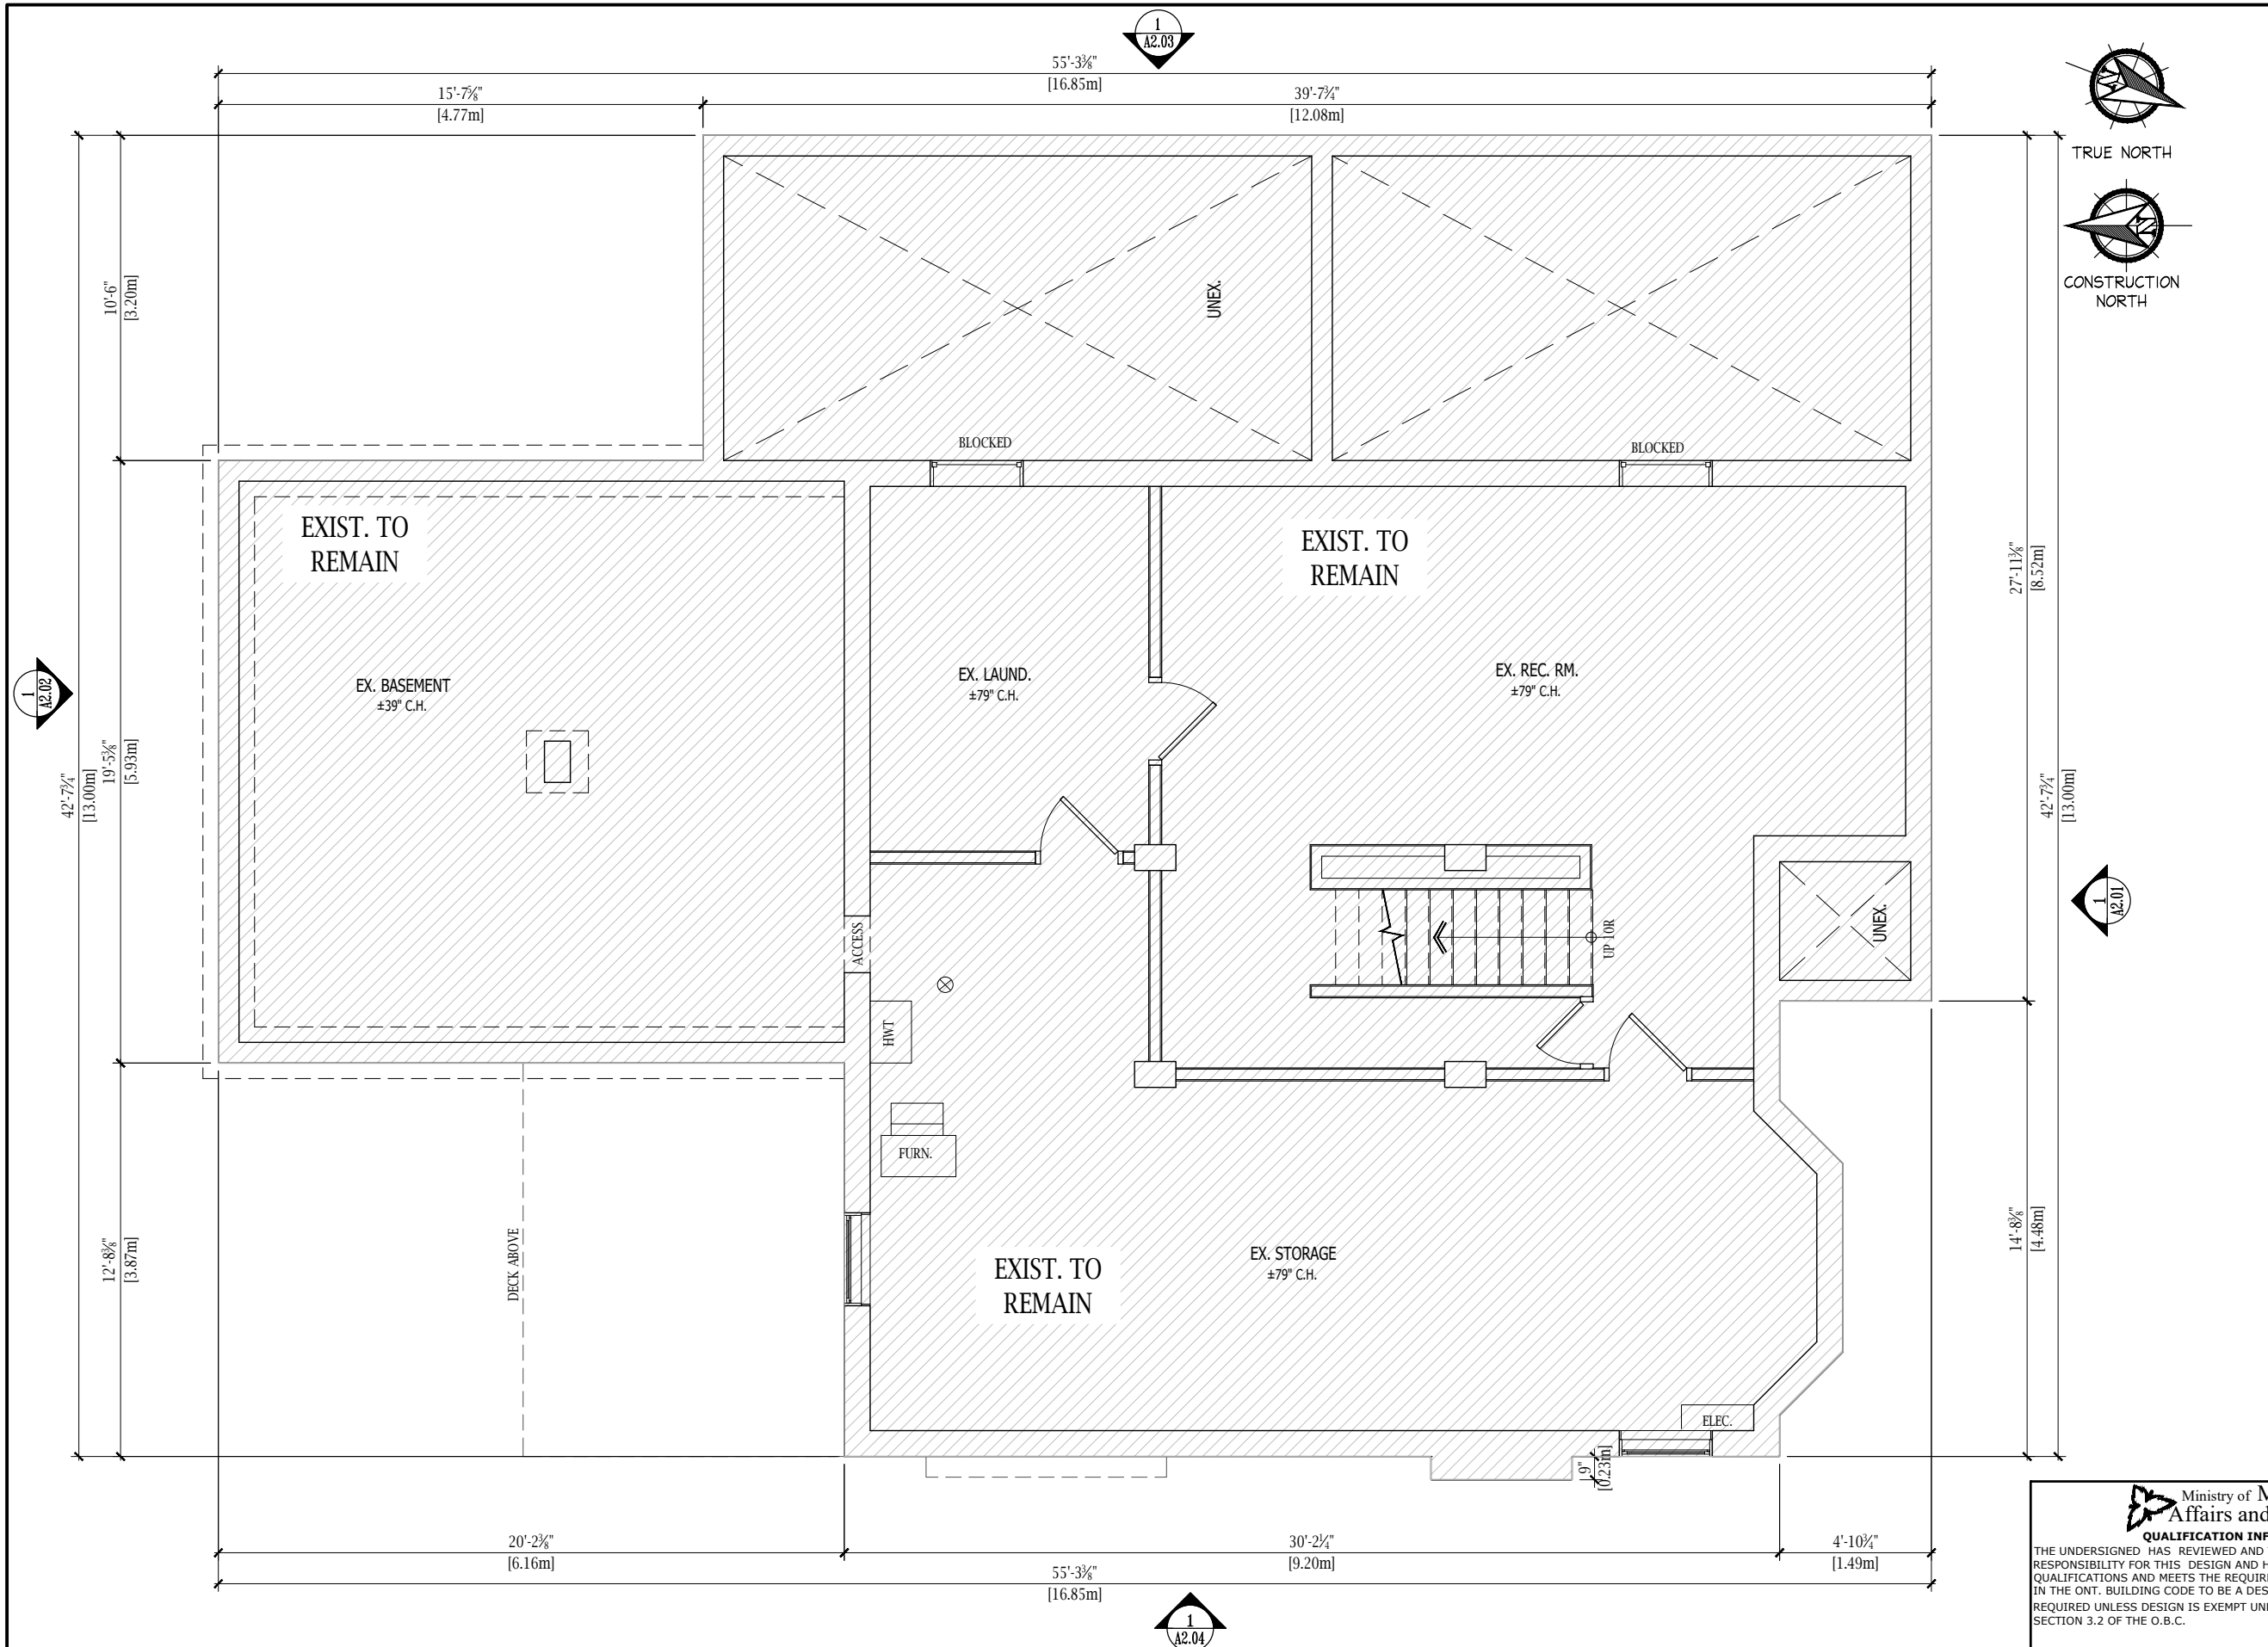 1
A2.03
55'-3⅜"
[16.85m]
15'-7⅝"
[4.77m]
39'-7¾"
[12.08m]
N
TRUE NORTH
N
CONSTRUCTION
NORTH
10'-6"
[3.20m]
UNEX.
BLOCKED
BLOCKED
EXIST. TO
REMAIN
EXIST. TO
REMAIN
27'-11⅜"
[8.52m]
EX. BASEMENT
±39" C.H.
EX. LAUND.
±79" C.H.
EX. REC. RM.
±79" C.H.
1
A2.02
42'-7¾"
[13.00m]
19'-5⅜"
[5.93m]
42'-7¾"
[13.00m]
1
A2.01
UNEX.
ACCESS
UP 10R
HWT
FURN.
DECK ABOVE
12'-8⅜"
[3.87m]
EX. STORAGE
±79" C.H.
EXIST. TO
REMAIN
14'-8⅜"
[4.48m]
ELEC.
9"
[0.23m]
20'-2⅜"
[6.16m]
30'-2¼"
[9.20m]
4'-10¾"
[1.49m]
55'-3⅜"
[16.85m]
1
A2.04
Ministry of M
Affairs and
QUALIFICATION INF
THE UNDERSIGNED HAS REVIEWED AND
RESPONSIBILITY FOR THIS DESIGN AND H
QUALIFICATIONS AND MEETS THE REQUIR
IN THE ONT. BUILDING CODE TO BE A DES
REQUIRED UNLESS DESIGN IS EXEMPT UN
SECTION 3.2 OF THE O.B.C.